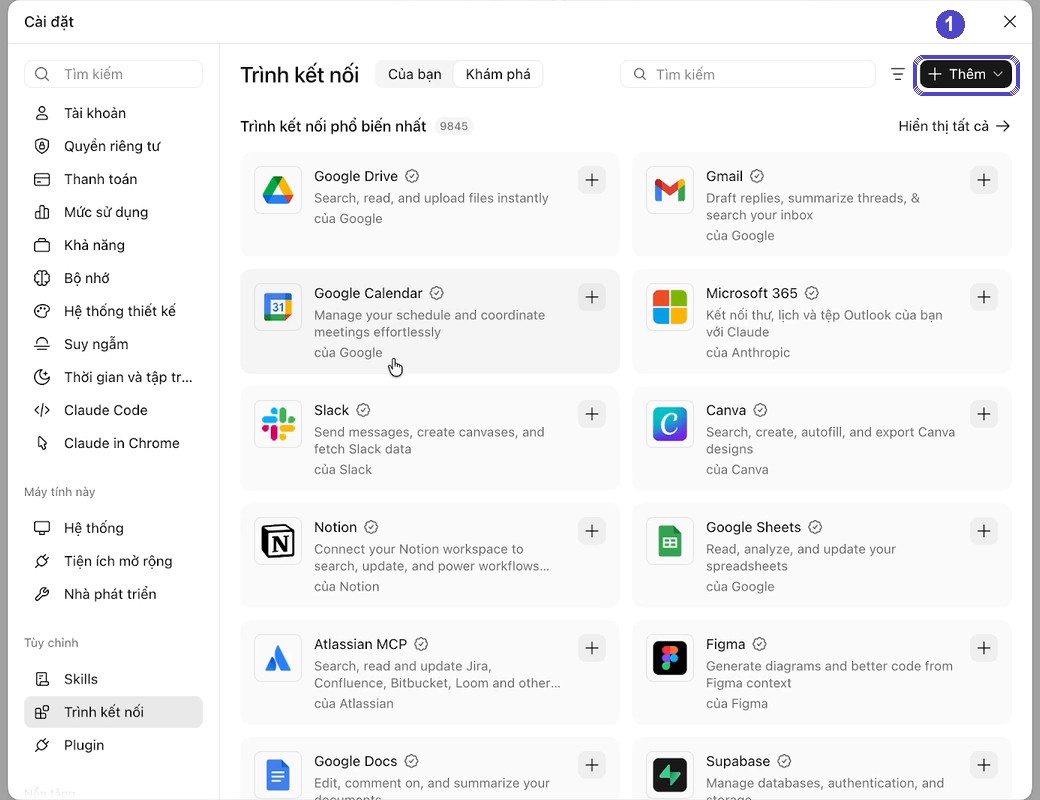 Cài đặt
1
Tìm kiếm
Tài khoản
Quyền riêng tư
Thanh toán
Mức sử dụng
Khả năng
Bộ nhớ
Hệ thống thiết kế
Suy ngẫm
Thời gian và tập tr...
Claude Code
Claude in Chrome
Máy tính này
Hệ thống
Tiện ích mở rộng
Nhà phát triển
Tùy chỉnh
Skills
Trình kết nối
Plugin
Nền tảng
Trình kết nối
Của bạn
Khám phá
Tìm kiếm
Thêm
Trình kết nối phổ biến nhất 9845
Hiển thị tất cả →
Google Drive
Search, read, and upload files instantly
của Google
Gmail
Draft replies, summarize threads, &
search your inbox
của Google
31
Google Calendar
Manage your schedule and coordinate
meetings effortlessly
của Google
Microsoft 365
Kết nối thư, lịch và tệp Outlook của bạn
với Claude
của Anthropic
Slack
Send messages, create canvases, and
fetch Slack data
của Slack
Canva
Search, create, autofill, and export Canva
designs
của Canva
Notion
Connect your Notion workspace to
search, update, and power workflows...
của Notion
Google Sheets
Read, analyze, and update your
spreadsheets
của Google
Atlassian MCP
Search, read and update Jira,
Confluence, Bitbucket, Loom and other...
của Atlassian
Figma
Generate diagrams and better code from
Figma context
của Figma
Google Docs
Edit, comment on, and summarize your
documents
Supabase
Manage databases, authentication, and
storage